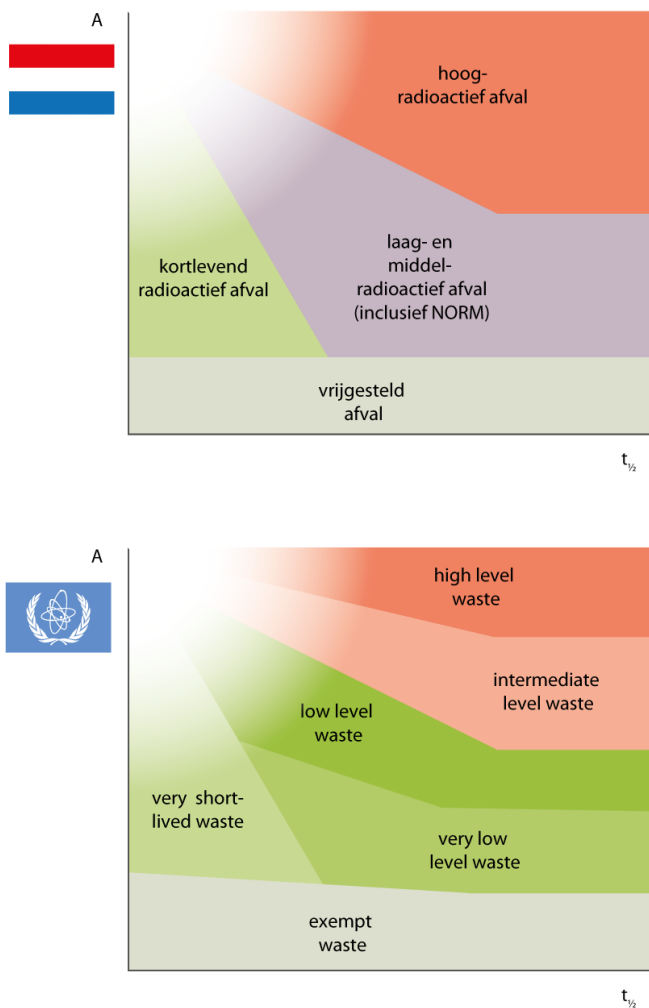 A
hoog-
radioactief afval
laag- en
middel-
radioactief afval
(inclusief NORM)
kortlevend
radioactief afval
vrijgesteld
afval
t½
A
high level
waste
intermediate
level waste
low level
waste
very short-
lived waste
very low
level waste
exempt
waste
t½